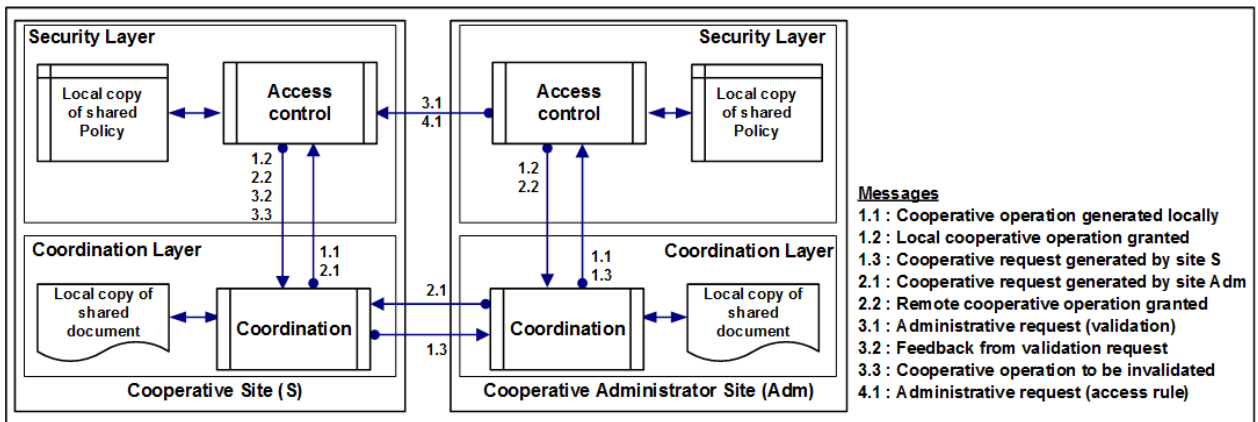 Security Layer
Local copy
of shared
Policy
Access
control
1.2
2.2
3.2
3.3
1.1
2.1
Coordination Layer
Local copy of
shared
document
Coordination
Cooperative Site (S)
3.1
4.1
2.1
1.3
Security Layer
Access
control
Local copy
of shared
Policy
1.2
2.2
1.1
1.3
Coordination Layer
Coordination
Local copy of
shared
document
Cooperative Administrator Site (Adm)
Messages
1.1 : Cooperative operation generated locally
1.2 : Local cooperative operation granted
1.3 : Cooperative request generated by site S
2.1 : Cooperative request generated by site Adm
2.2 : Remote cooperative operation granted
3.1 : Administrative request (validation)
3.2 : Feedback from validation request
3.3 : Cooperative operation to be invalidated
4.1 : Administrative request (access rule)